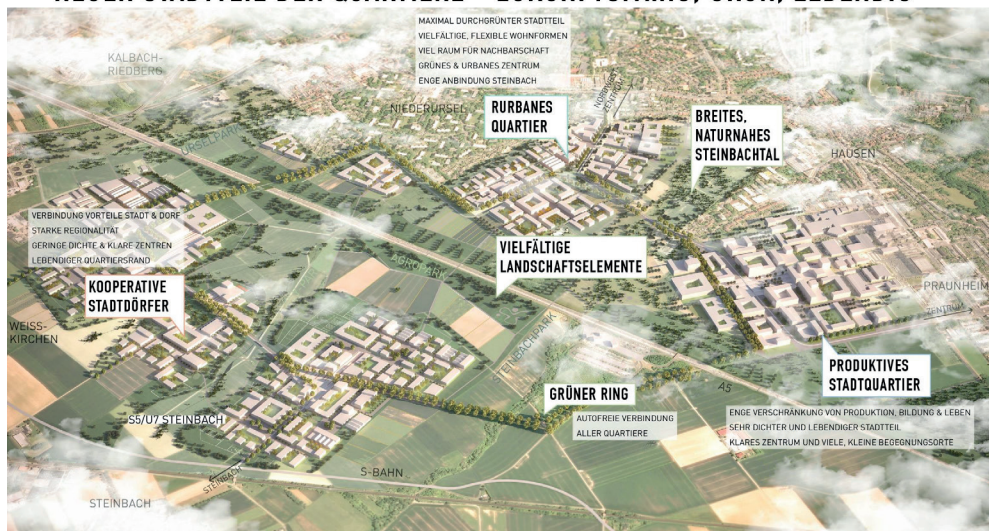 NEUER STADTTEIL DER QUARTIERE – ZUKUNFTSFÄHIG, GRÜN, LEBENDIG
MAXIMAL DURCHGRÜNTER STADTTEIL
VIELFÄLTIGE, FLEXIBLE WOHNFORMEN
VIEL RAUM FÜR NACHBARSCHAFT
GRÜNES & URBANES ZENTRUM
ENGE ANBINDUNG STEINBACH
KALBACH-
RIEDBERG
NIEDERURSEL
NORDWEST
ZENTRUM
RURBANES
QUARTIER
BREITES,
NATURNAHES
STEINBACHTAL
HAUSEN
URSELPARK
VERBINDUNG VORTEILE STADT & DORF
STARKE REGIONALITÄT
GERINGE DICHTE & KLARE ZENTREN
LEBENDIGER QUARTIERSRAND
VIELFÄLTIGE
LANDSCHAFTSELEMENTE
AGROPARK
KOOPERATIVE
STADTDÖRFER
PRAUNHEIM
ZENTRUM
WEISS-
KIRCHEN
STEINBACHPARK
PRODUKTIVES
STADTQUARTIER
GRÜNER RING
A5
AUTOFREIE VERBINDUNG
ALLER QUARTIERE
ENGE VERSCHRÄNKUNG VON PRODUKTION, BILDUNG & LEBEN
SEHR DICHTER UND LEBENDIGER STADTTEIL
KLARES ZENTRUM UND VIELE, KLEINE BEGEGNUNGSORTE
S5/U7 STEINBACH
S-BAHN
STEINBACH
STEINBACH